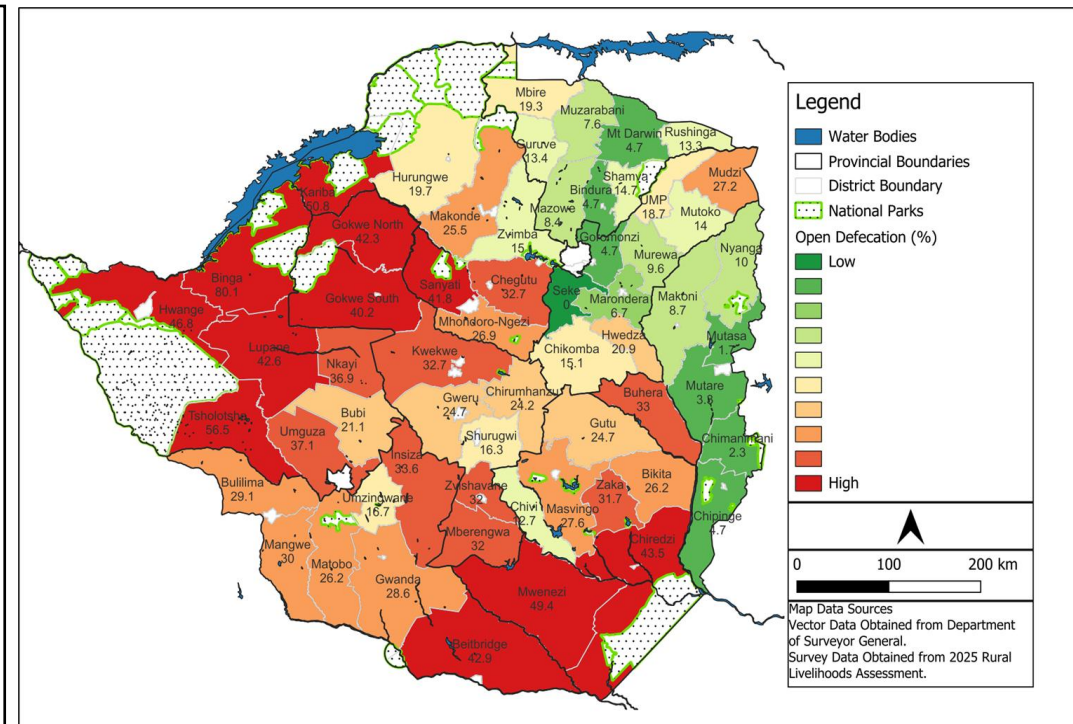 Mbire
19.3
Muzarabani
7.6
Mt Darwin
4.7
Rushinga
13.3
Guruve
13.4
Hurungwe
19.7
Shamva
14.7
Mudzi
27.2
Bindura
4.7
UMP
18.7
Kariba
60.8
Makonde
25.5
Mazowe
8.4
Mutoko
14
Gokwe North
42.3
Zvimba
15
Goromonzi
4.7
Murewa
9.6
Nyanga
10
Binga
80.1
Sanyati
41.8
Chegutu
32.7
Seke
0
Marondera
6.7
Makoni
8.7
Gokwe South
40.2
Hwange
46.8
Mhondoro-Ngezi
26.9
Hwedza
20.9
Mutasa
Lupane
42.6
Nkayi
36.9
Kwekwe
32.7
Chikomba
15.1
Mutare
3.8
Gweru
24.7
Chirumhanzu
24.2
Buhera
33
Tsholotsho
56.5
Bubi
21.1
Gutu
24.7
Umguza
37.1
Shurugwi
16.3
Chimanimani
2.3
Insiza
33.6
Bulilima
29.1
Zvishavane
32
Bikita
26.2
Umzingwane
16.7
Chivi
12.7
Masvingo
27.6
Zaka
31.7
Chipinge
4.7
Mberengwa
32
Chiredzi
43.5
Mangwe
30
Matobo
26.2
Gwanda
28.6
Mwenezi
49.4
Beitbridge
42.9
Legend
Water Bodies
Provincial Boundaries
District Boundary
National Parks
Open Defecation (%)
Low
High
0 100 200 km
Map Data Sources
Vector Data Obtained from Department
of Surveyor General.
Survey Data Obtained from 2025 Rural
Livelihoods Assessment.